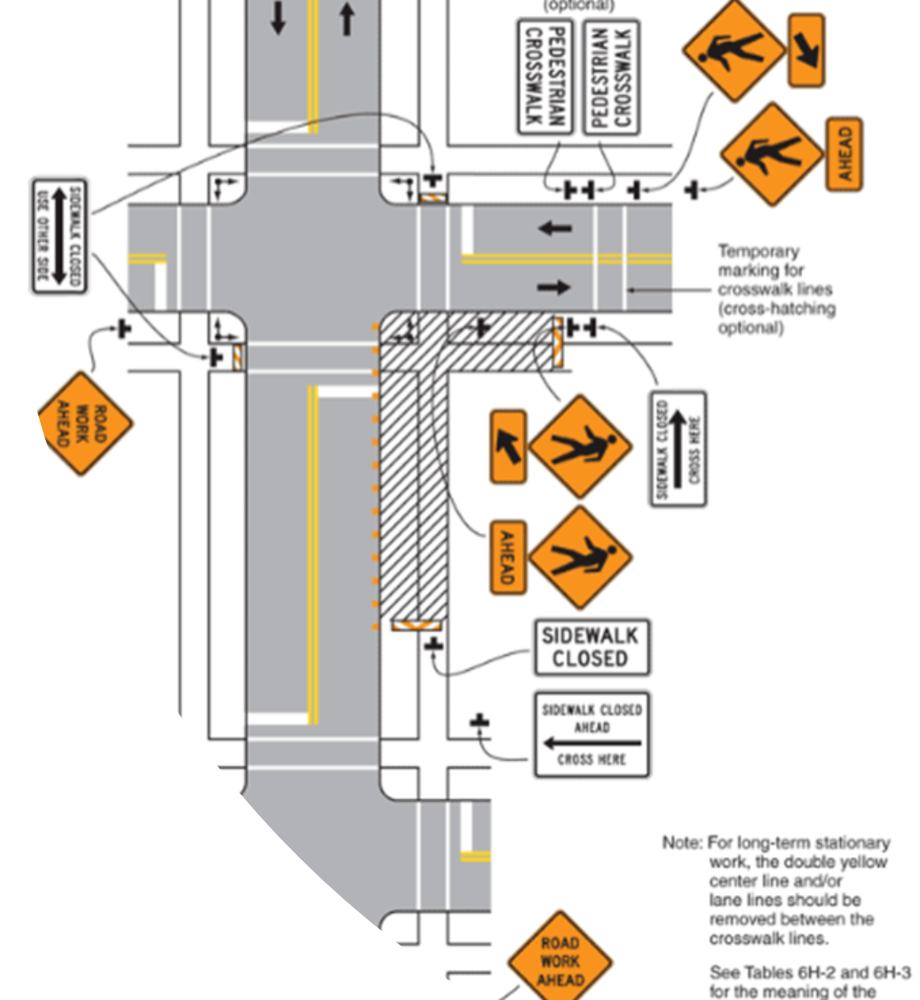 (optional)
PEDESTRIAN
CROSSWALK
PEDESTRIAN
CROSSWALK
AHEAD
SIDEWALK CLOSED
USE OTHER SIDE
Temporary
marking for
crosswalk lines
(cross-hatching
optional)
ROAD
WORK
AHEAD
SIDEWALK CLOSED
CROSS HERE
AHEAD
SIDEWALK
CLOSED
SIDEWALK CLOSED
AHEAD
CROSS HERE
Note: For long-term stationary
work, the double yellow
center line and/or
lane lines should be
removed between the
crosswalk lines.
See Tables 6H-2 and 6H-3
for the meaning of the
ROAD
WORK
AHEAD